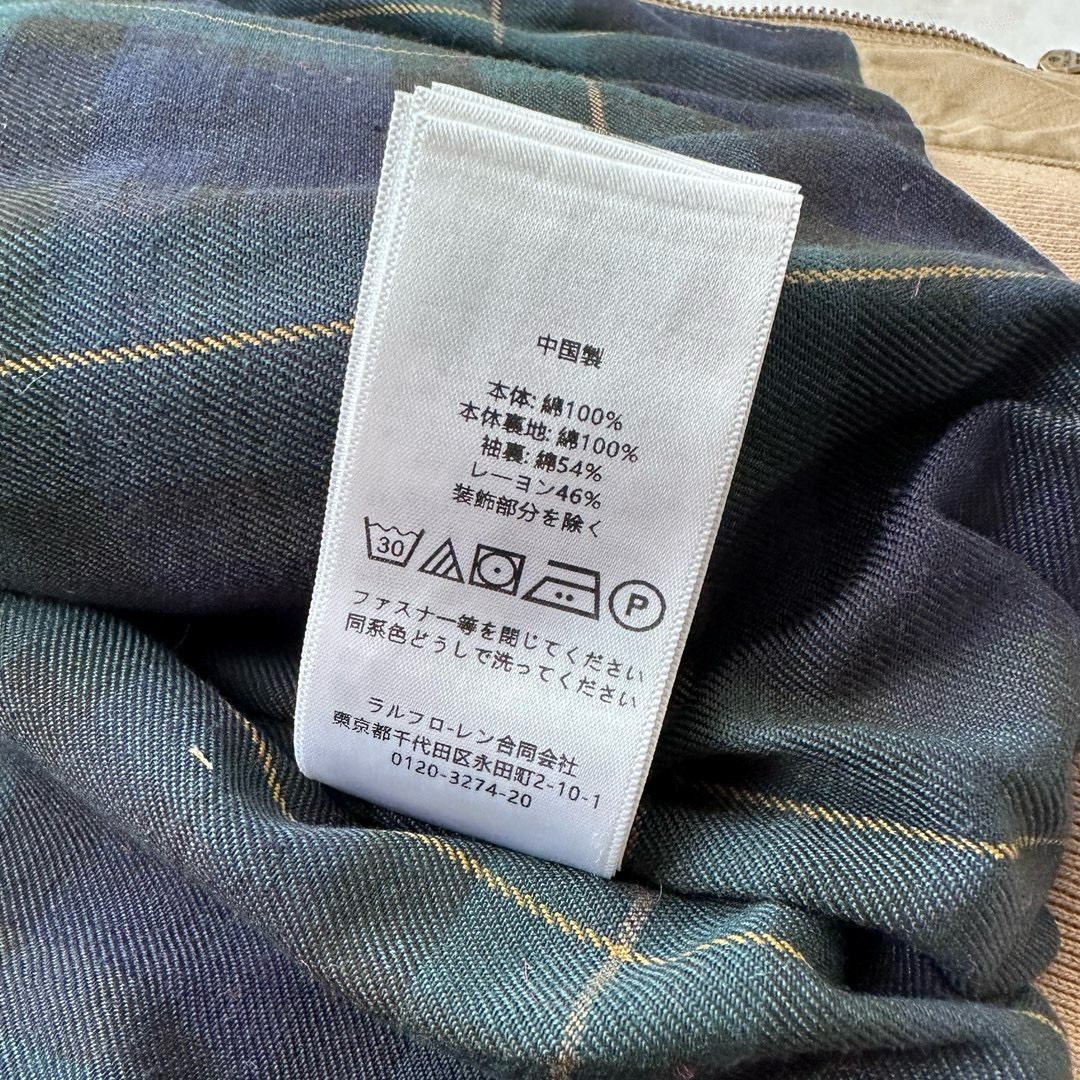 中国製
本体: 綿100%
本体裏地: 綿100%
袖裏: 綿54%
レーヨン46%
装飾部分を除く
30
P
ファスナー等を閉じてください
同系色どうしで洗ってください
ラルフローレン合同会社
東京都千代田区永田町2-10-1
0120-3274-20